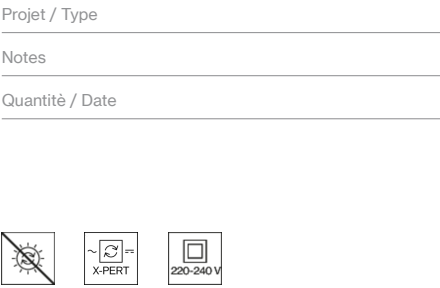 Projet / Type
Notes
Quantitè / Date
X-PERT
220-240 V